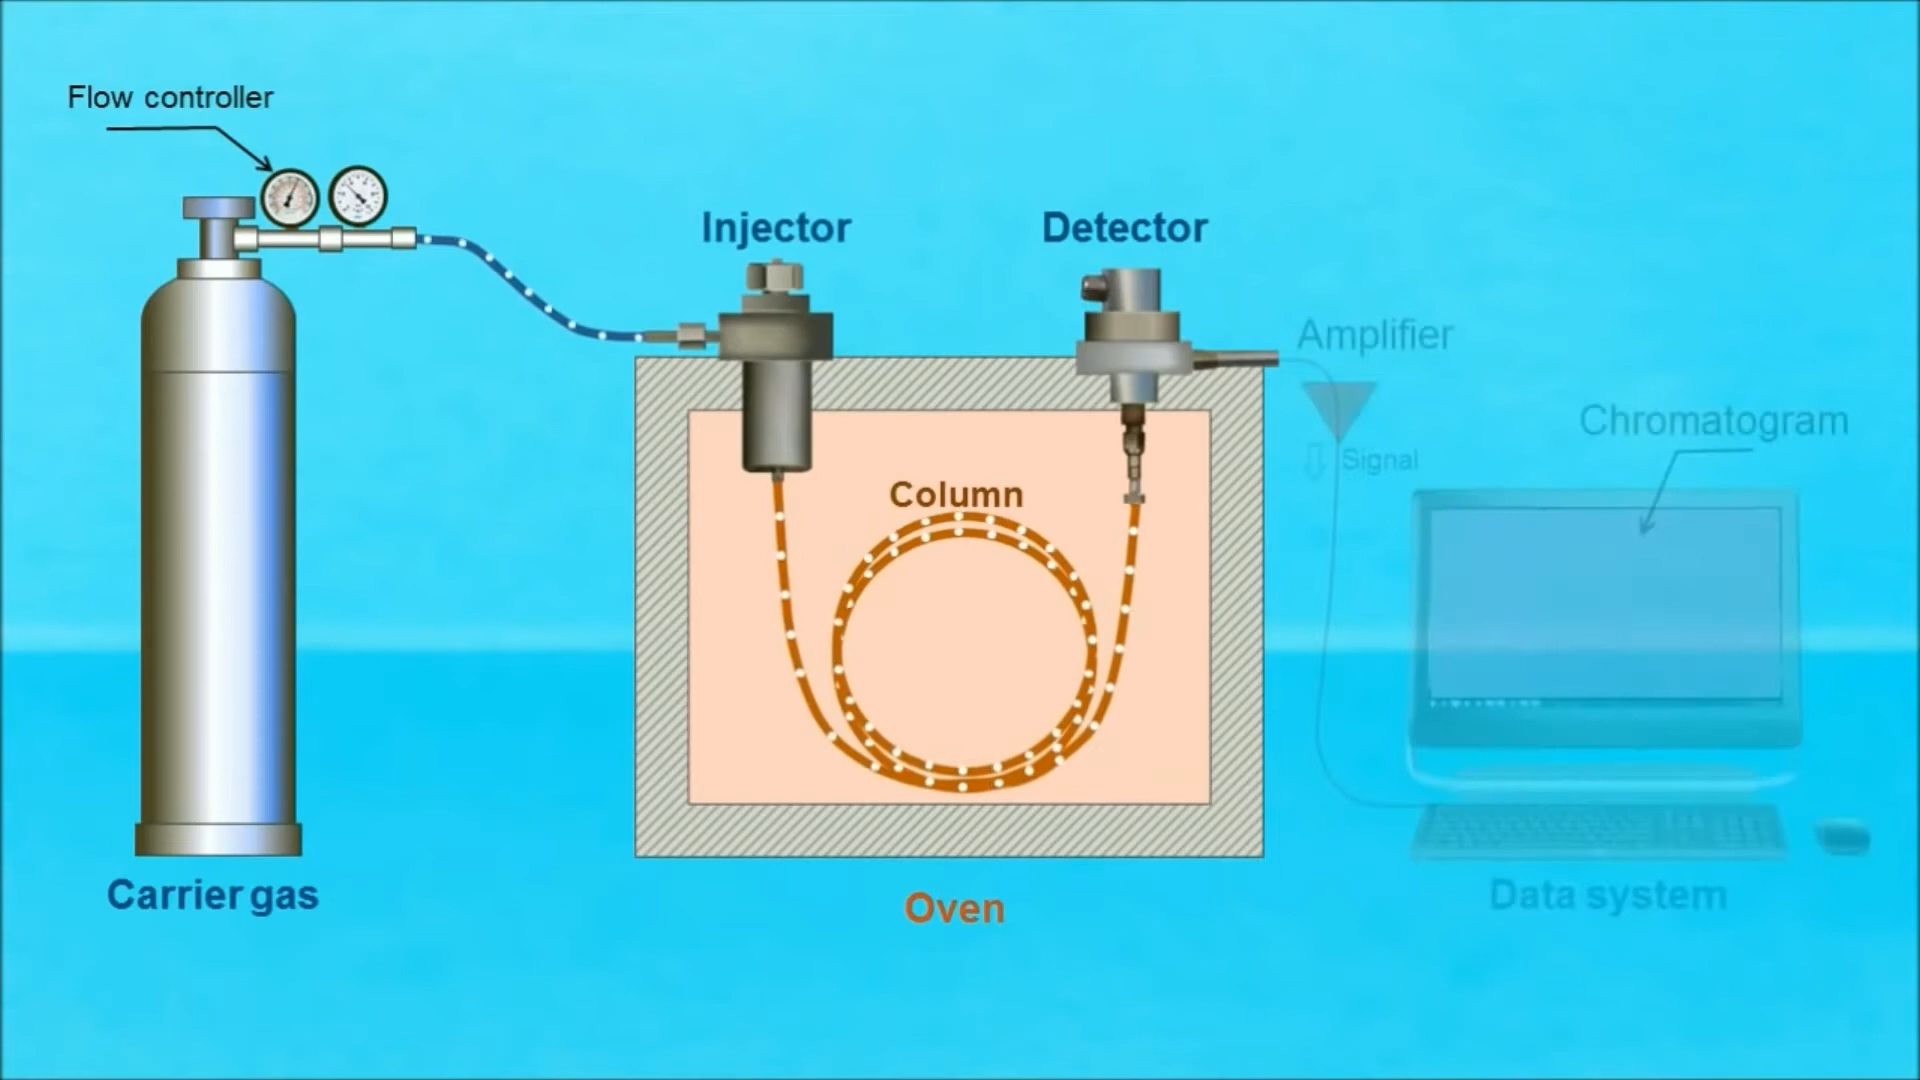 Flow controller
Injector
Detector
Amplifier
Signal
Chromatogram
Column
Carrier gas
Oven
Data system